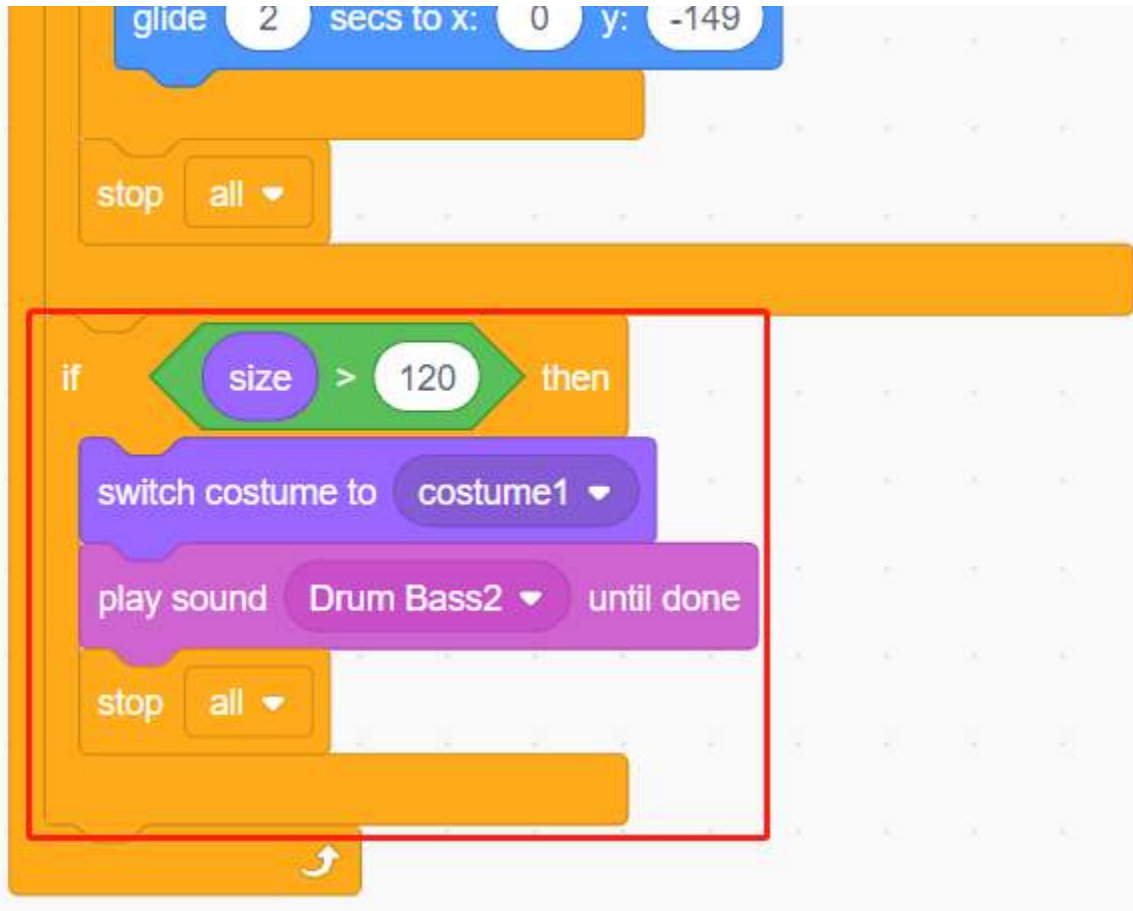 glide 2 secs to x: 0 y: -149
stop all
if size > 120 then
switch costume to costume1
play sound Drum Bass2 until done
stop all